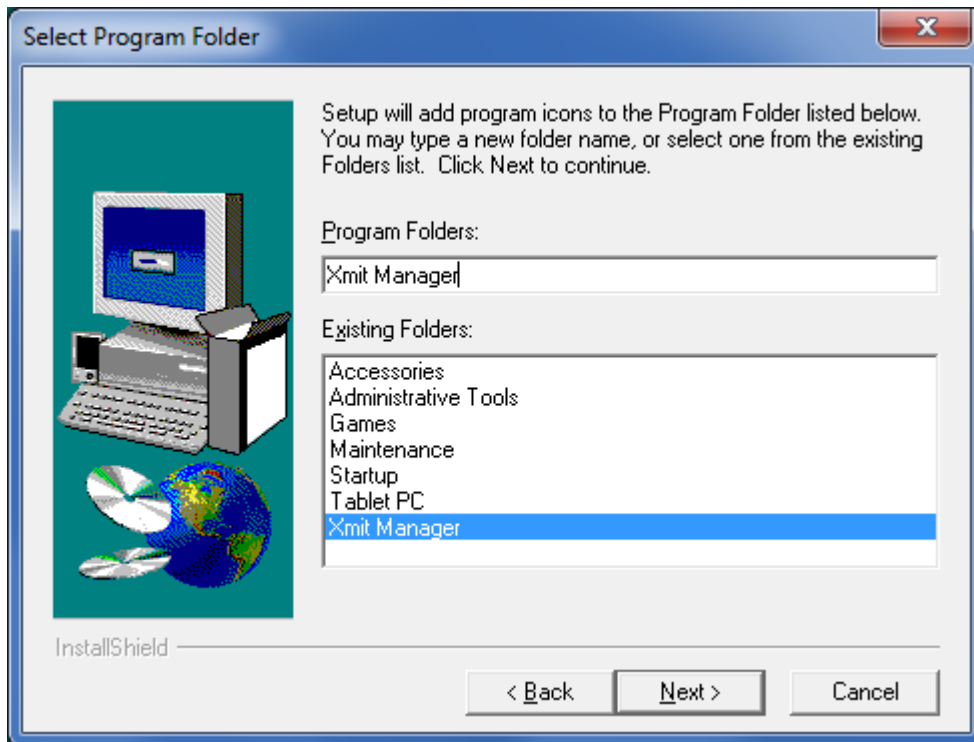 Select Program Folder
Setup will add program icons to the Program Folder listed below.
You may type a new folder name, or select one from the existing
Folders list.  Click Next to continue.
Program Folders:
Xmit Manager
Existing Folders:
Accessories
Administrative Tools
Games
Maintenance
Startup
Tablet PC
Xmit Manager
InstallShield
< Back
Next >
Cancel